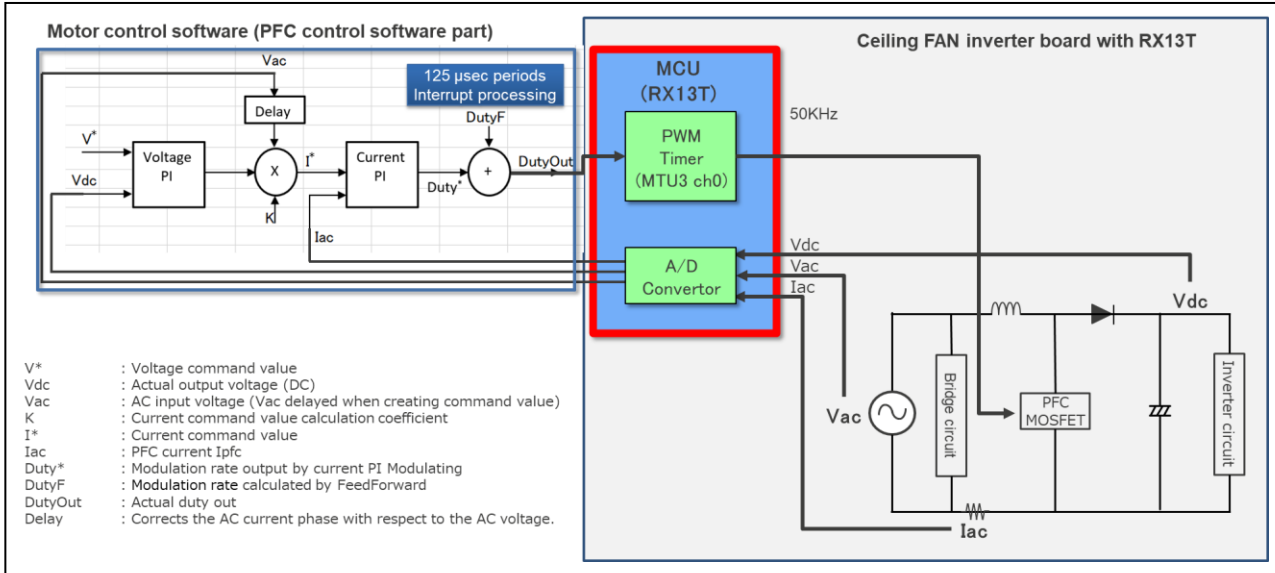 Motor control software (PFC control software part)
Ceiling FAN inverter board with RX13T
Vac
125 μsec periods
Interrupt processing
MCU
(RX13T)
50KHz
Delay
DutyF
PWM
Timer
(MTU3 ch0)
V*
Voltage
PI
X
I*
Current
PI
+
DutyOut
Duty*
Vdc
K
Iac
A/D
Convertor
Vdc
Vac
Iac
Vdc
Vac
Bridge circuit
PFC
MOSFET
Inverter circuit
Iac
V* : Voltage command value
Vdc : Actual output voltage (DC)
Vac : AC input voltage (Vac delayed when creating command value)
K : Current command value calculation coefficient
I* : Current command value
Iac : PFC current Ipfc
Duty* : Modulation rate output by current PI Modulating
DutyF : Modulation rate calculated by FeedForward
DutyOut : Actual duty out
Delay : Corrects the AC current phase with respect to the AC voltage.